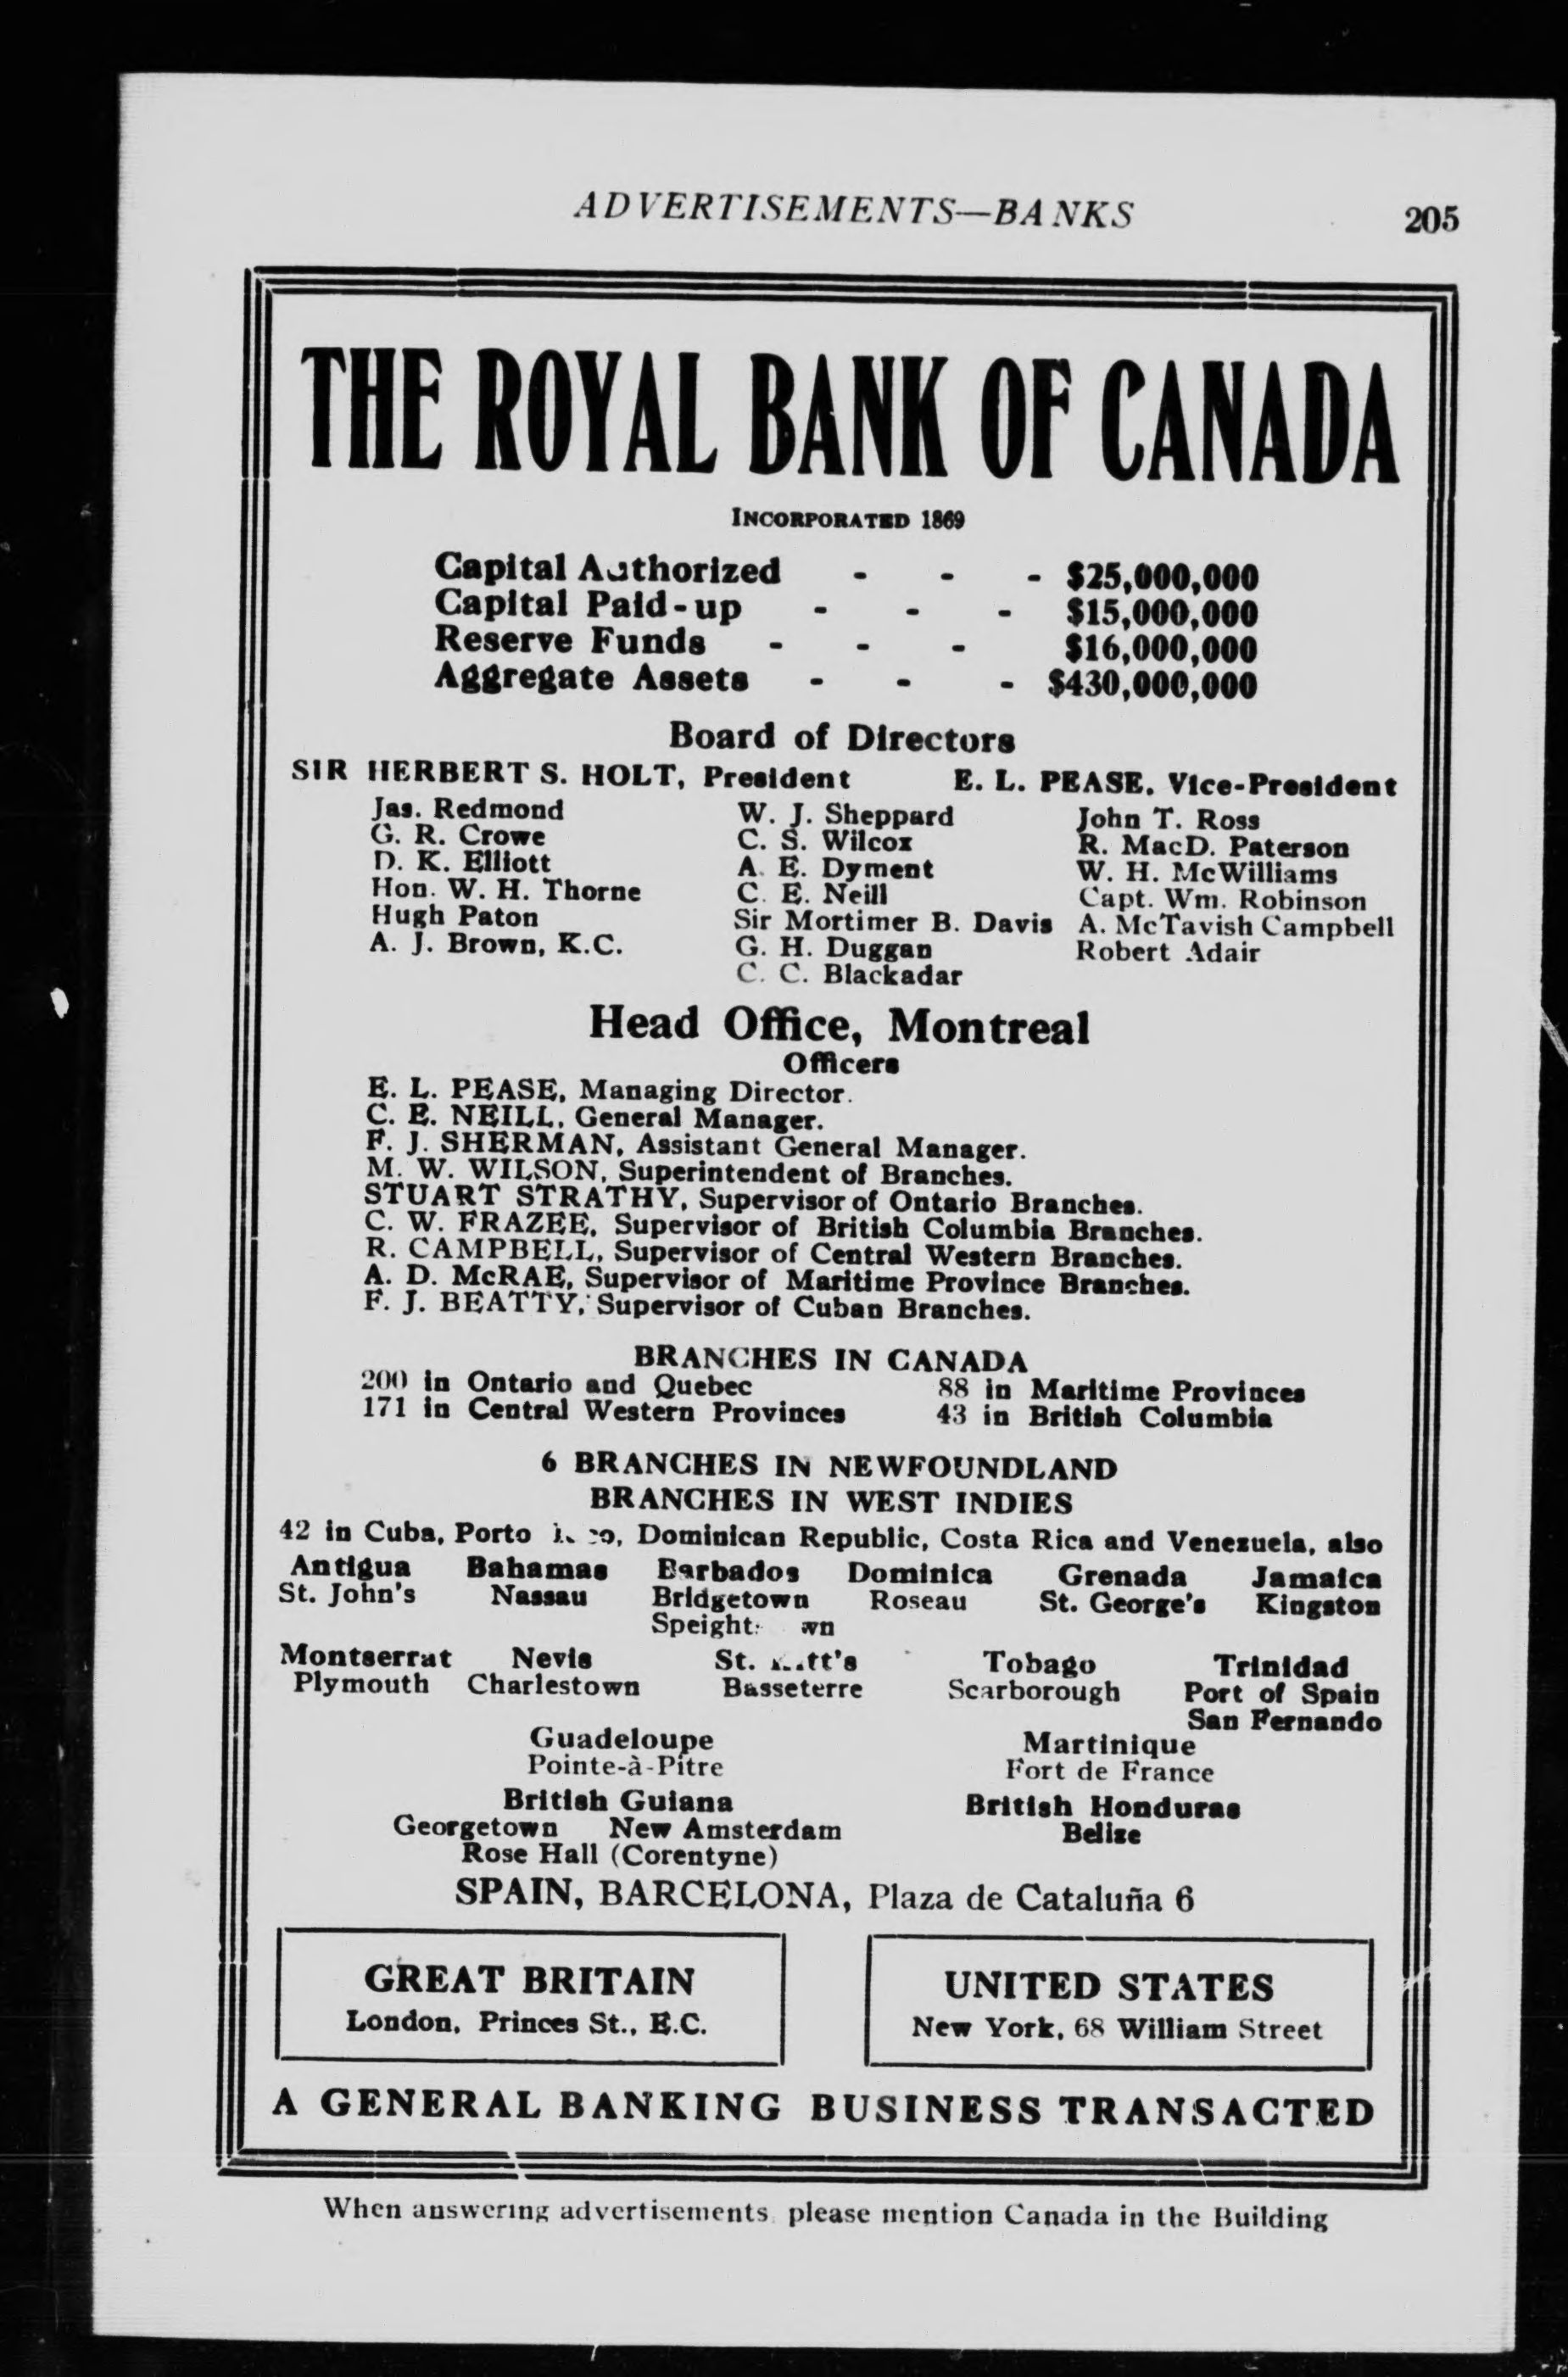 ADVERTISEMENTS—BANKS 205
THE ROYAL BANK OF CANADA
INCORPORATED 1869
Capital Authorized - - - $25,000,000
Capital Paid-up - - - $15,000,000
Reserve Funds - - - $16,000,000
Aggregate Assets - - - $430,000,000
Board of Directors
SIR HERBERT S. HOLT, President E. L. PEASE, Vice-President
Jas. Redmond W. J. Sheppard John T. Ross
G. R. Crowe C. S. Wilcox R. MacD. Paterson
D. K. Elliott A. E. Dyment W. H. McWilliams
Hon. W. H. Thorne C. E. Neill Capt. Wm. Robinson
Hugh Paton Sir Mortimer B. Davis A. McTavish Campbell
A. J. Brown, K.C. G. H. Duggan Robert Adair
C. C. Blackadar
Head Office, Montreal
Officers
E. L. PEASE, Managing Director.
C. E. NEILL, General Manager.
F. J. SHERMAN, Assistant General Manager.
M. W. WILSON, Superintendent of Branches.
STUART STRATHY, Supervisor of Ontario Branches.
C. W. FRAZEE, Supervisor of British Columbia Branches.
R. CAMPBELL, Supervisor of Central Western Branches.
A. D. McRAE, Supervisor of Maritime Province Branches.
F. J. BEATTY, Supervisor of Cuban Branches.
BRANCHES IN CANADA
200 in Ontario and Quebec 88 in Maritime Provinces
171 in Central Western Provinces 43 in British Columbia
6 BRANCHES IN NEWFOUNDLAND
BRANCHES IN WEST INDIES
42 in Cuba, Porto Dominican Republic, Costa Rica and Venezuela, also
Antigua Bahamas Barbados Dominica Grenada Jamaica
St. John's Nassau Bridgetown Roseau St. George's Kingston
Montserrat Nevis St. Tobago Trinidad
Plymouth Charlestown Basseterre Scarborough Port of Spain
San Fernando
Guadeloupe Martinique
Pointe-à-Pitre Fort de France
British Guiana British Honduras
Georgetown New Amsterdam Belize
Rose Hall (Corentyne)
SPAIN, BARCELONA, Plaza de Cataluña 6
GREAT BRITAIN UNITED STATES
London, Princes St., E.C. New York, 68 William Street
A GENERAL BANKING BUSINESS TRANSACTED
When answering advertisements please mention Canada in the Building